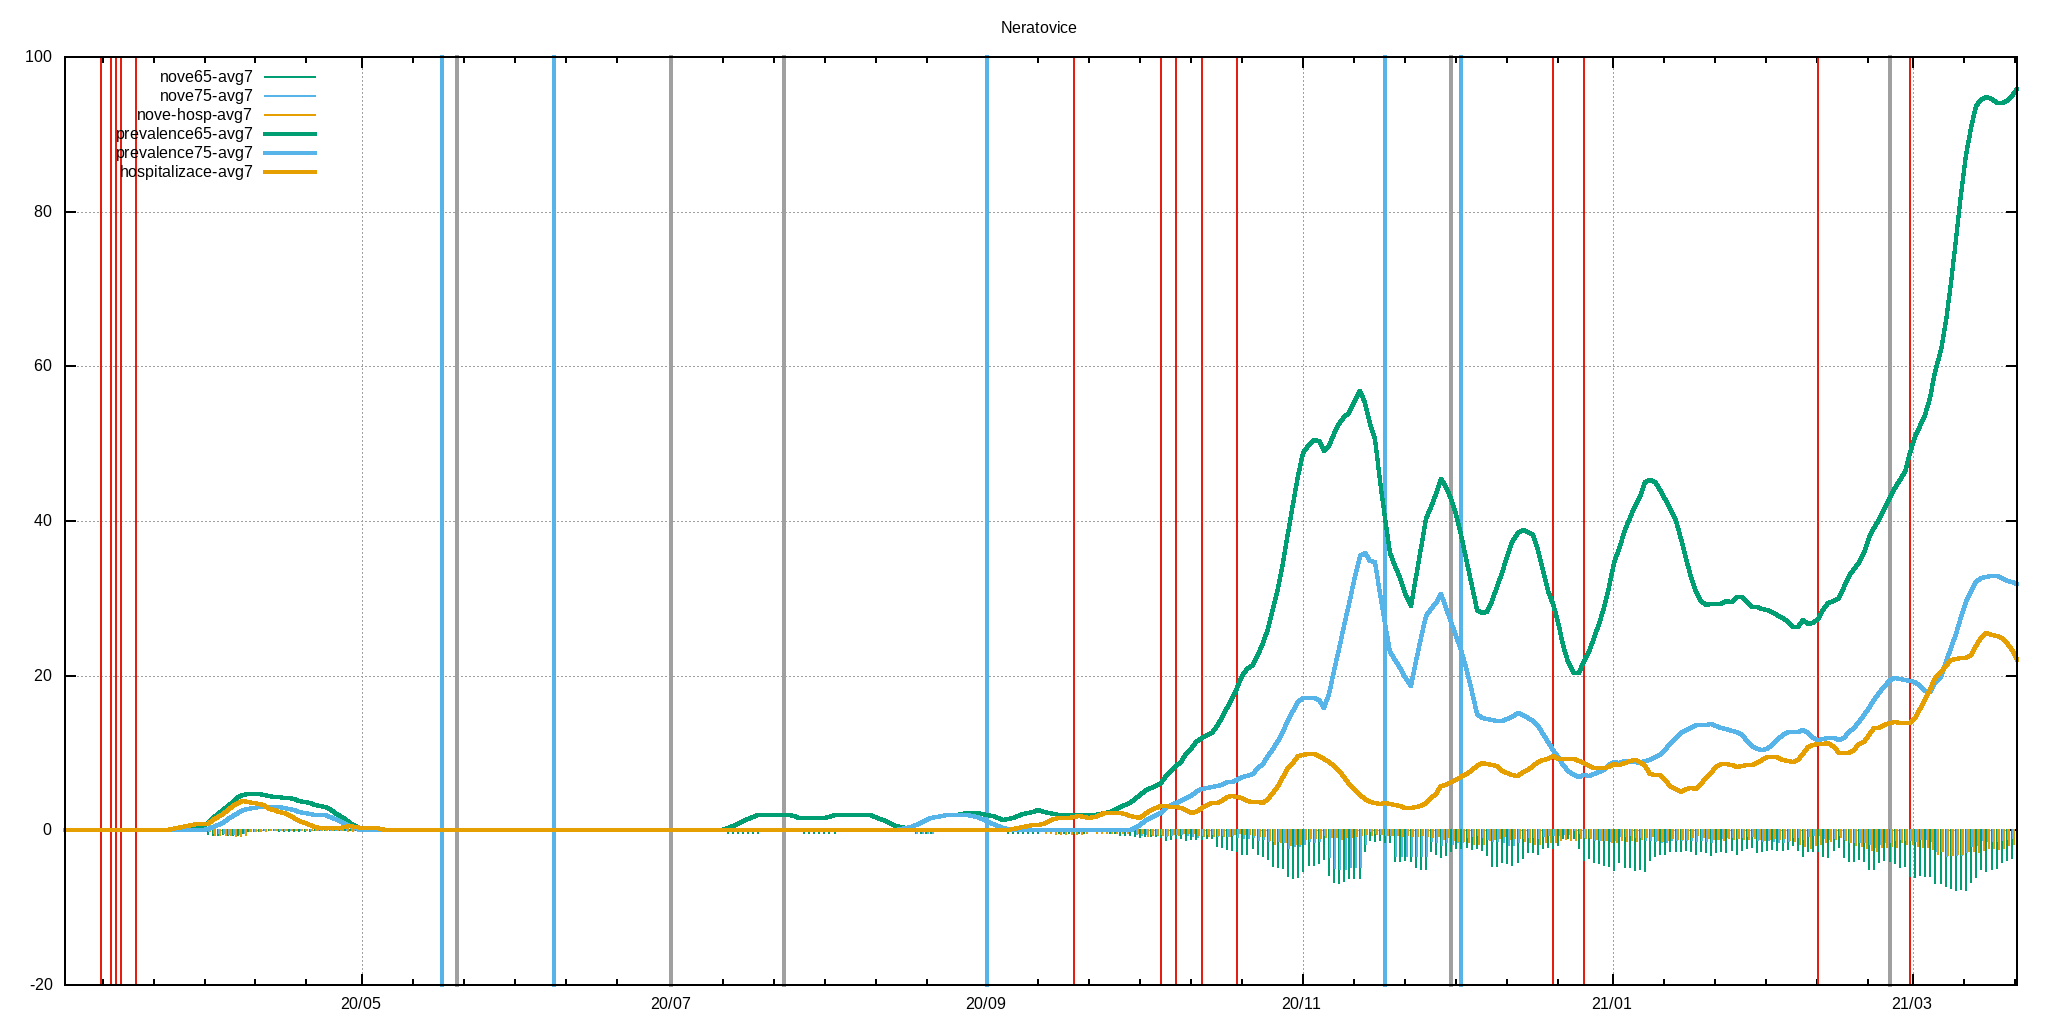 Neratovice
100
nove65-avg7
nove75-avg7
nove-hosp-avg7
prevalence65-avg7
prevalence75-avg7
hospitalizace-avg7
80
60
40
20
0
-20
20/05 20/07 20/09 20/11 21/01 21/03